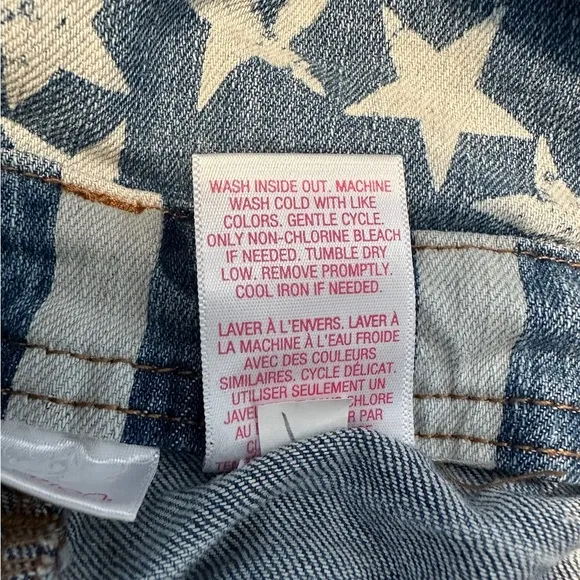 WASH INSIDE OUT. MACHINE
WASH COLD WITH LIKE
COLORS. GENTLE CYCLE.
ONLY NON-CHLORINE BLEACH
IF NEEDED. TUMBLE DRY
LOW. REMOVE PROMPTLY.
COOL IRON IF NEEDED.
LAVER À L'ENVERS. LAVER À
LA MACHINE À L'EAU FROIDE
AVEC DES COULEURS
SIMILAIRES. CYCLE DÉLICAT.
UTILISER SEULEMENT UN
PAR
AU